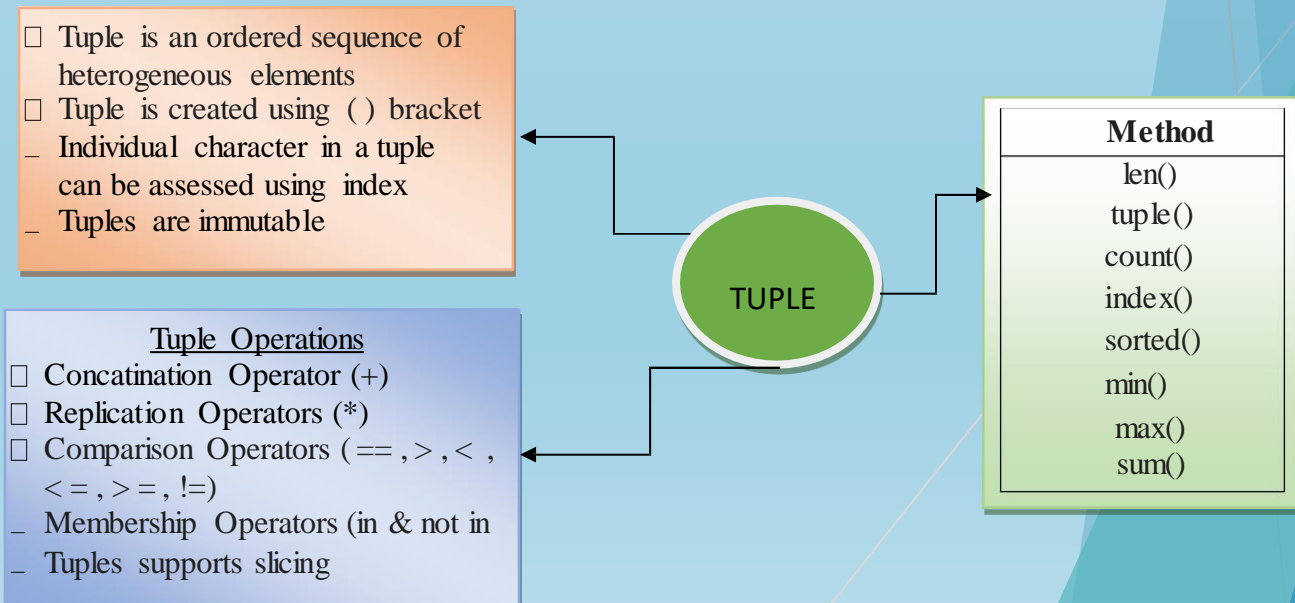 □ Tuple is an ordered sequence of
heterogeneous elements
□ Tuple is created using ( ) bracket
_ Individual character in a tuple
can be assessed using index
_ Tuples are immutable
Tuple Operations
□ Concatination Operator (+)
□ Replication Operators (*)
□ Comparison Operators ( == , > , < ,
< = , > = , !=)
_ Membership Operators (in & not in
_ Tuples supports slicing
TUPLE
Method
len()
tuple()
count()
index()
sorted()
min()
max()
sum()